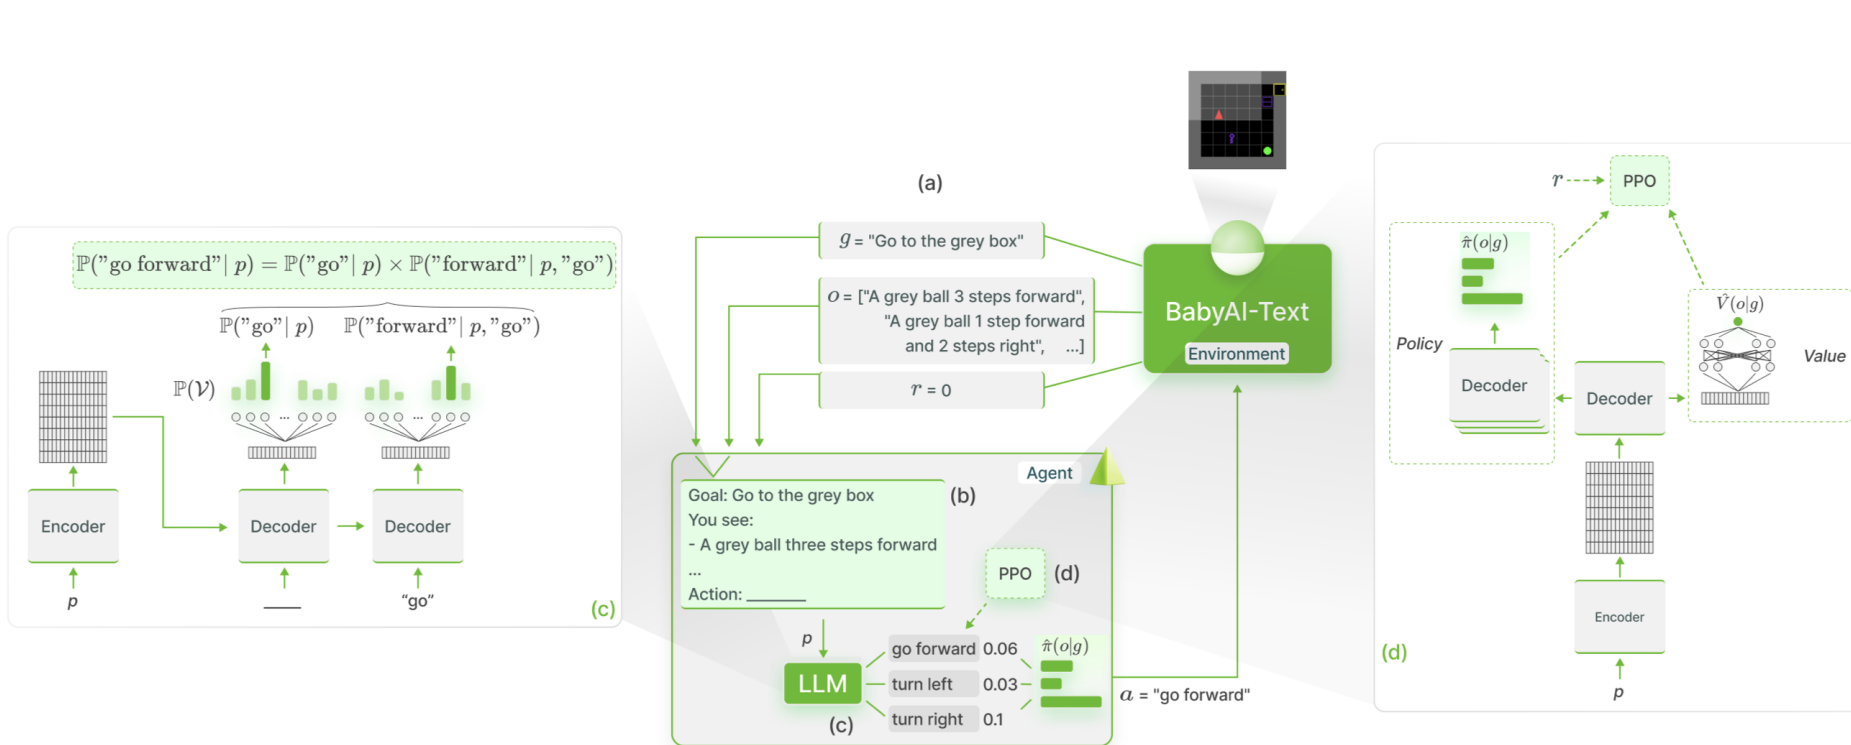 (a)
g = "Go to the grey box"
o = ["A grey ball 3 steps forward",
"A grey ball 1 step forward
and 2 steps right", ...]
r = 0
BabyAI-Text
Environment
ℙ("go forward"| p) = ℙ("go"| p) × ℙ("forward"| p, "go")
ℙ("go"| p) ℙ("forward"| p, "go")
ℙ(𝒱)
... ...
Encoder
Decoder
Decoder
p
____
“go”
(c)
Agent
Goal: Go to the grey box
You see:
- A grey ball three steps forward
...
Action: ______
(b)
PPO
(d)
p
LLM
(c)
go forward 0.06
turn left 0.03
turn right 0.1
π̂(o|g)
a = "go forward"
r
PPO
π̂(o|g)
Policy
Decoder
Decoder
V̂(o|g)
Value
Encoder
p
(d)